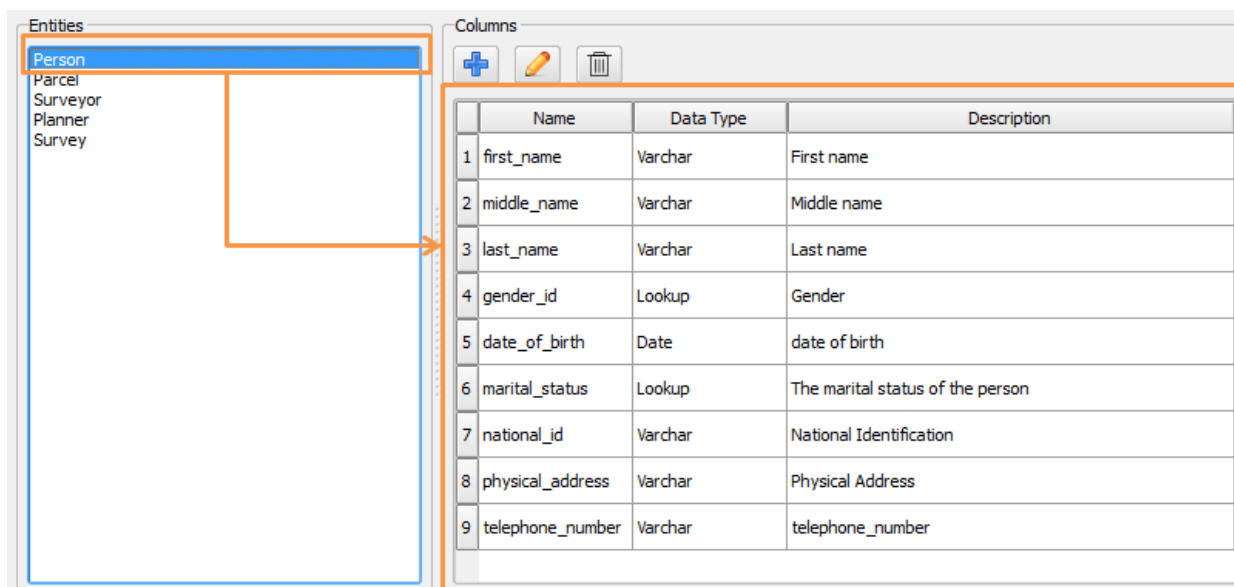 Entities
Person
Parcel
Surveyor
Planner
Survey
Columns
Name Data Type Description
1 first_name Varchar First name
2 middle_name Varchar Middle name
3 last_name Varchar Last name
4 gender_id Lookup Gender
5 date_of_birth Date date of birth
6 marital_status Lookup The marital status of the person
7 national_id Varchar National Identification
8 physical_address Varchar Physical Address
9 telephone_number Varchar telephone_number